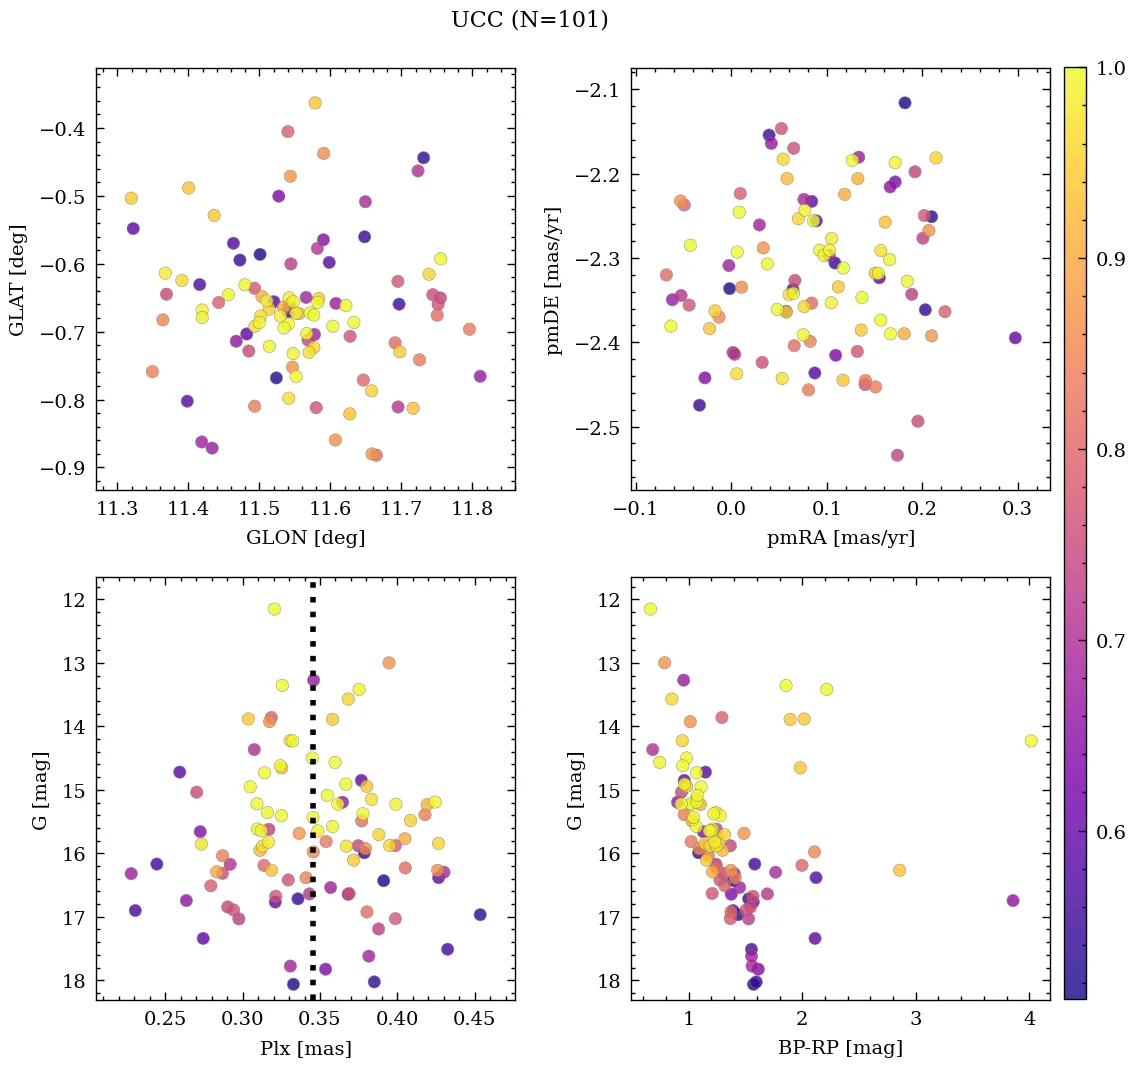 UCC (N=101)
−0.4
−0.5
−0.6
−0.7
−0.8
−0.9
GLAT [deg]
11.3 11.4 11.5 11.6 11.7 11.8
GLON [deg]
−2.1
−2.2
−2.3
−2.4
−2.5
pmDE [mas/yr]
−0.1 0.0 0.1 0.2 0.3
pmRA [mas/yr]
1.0
0.9
0.8
0.7
0.6
12
13
14
15
16
17
18
G [mag]
0.25 0.30 0.35 0.40 0.45
Plx [mas]
12
13
14
15
16
17
18
G [mag]
1 2 3 4
BP-RP [mag]